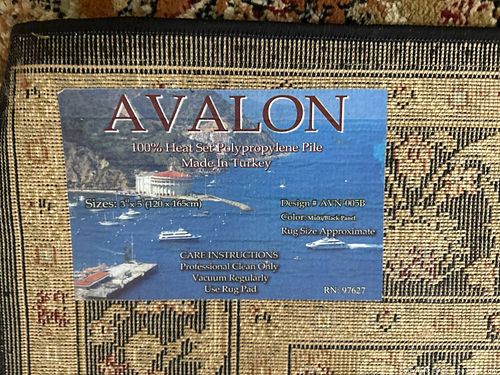 AVALON
100% Heat Set Polypropylene Pile
Made In Turkey
Sizes: 3" x 5 (120 x 165cm)
Design # AVN-005B
Color: Multi/Black Panel
Rug Size Approximate
CARE INSTRUCTIONS
Professional Clean Only
Vacuum Regularly
Use Rug Pad
RN: 97627